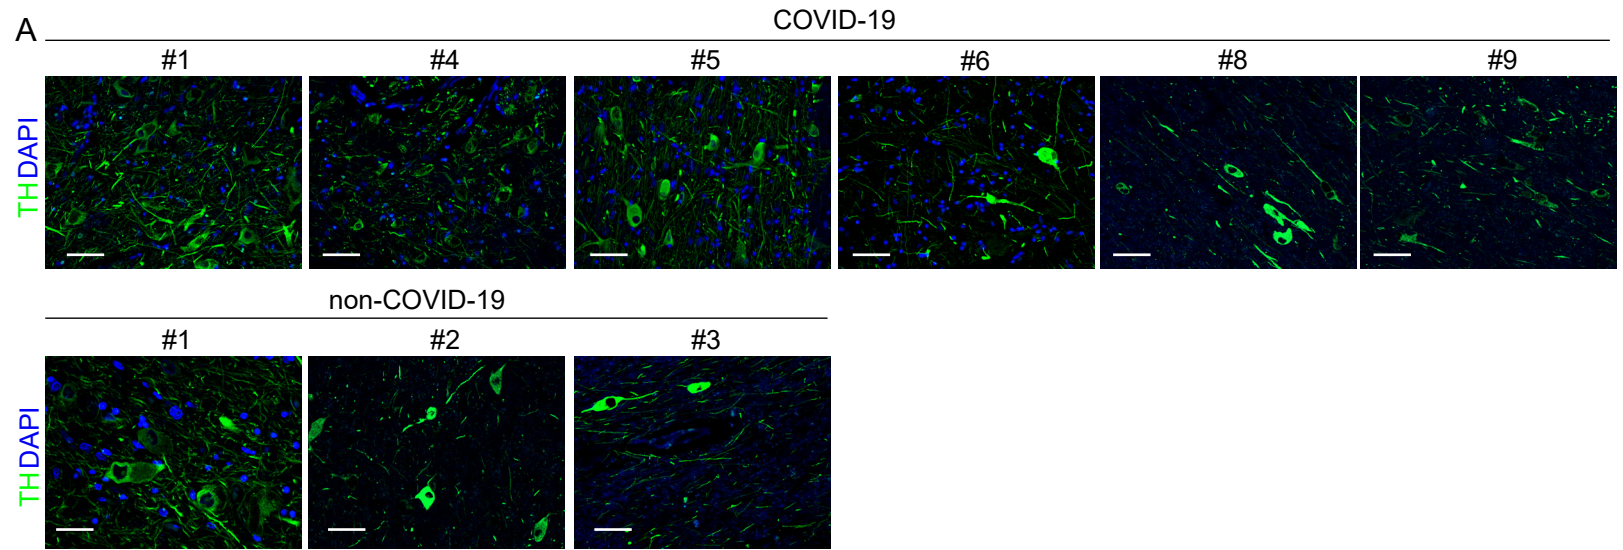 A
COVID-19
#1 #4 #5 #6 #8 #9
TH DAPI
non-COVID-19
#1 #2 #3
TH DAPI